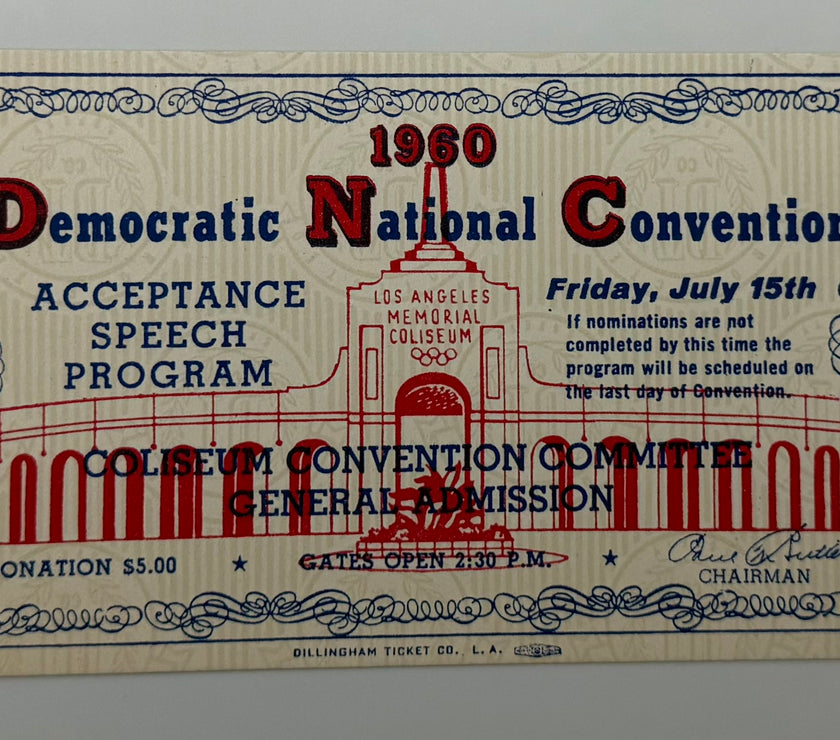 1960
Democratic National Convention
ACCEPTANCE
SPEECH
PROGRAM
LOS ANGELES
MEMORIAL
COLISEUM
Friday, July 15th
If nominations are not
completed by this time the
program will be scheduled on
the last day of Convention.
COLISEUM CONVENTION COMMITTEE
GENERAL ADMISSION
ONATION $5.00 ★ GATES OPEN 2:30 P.M. ★
CHAIRMAN
DILLINGHAM TICKET CO., L. A.